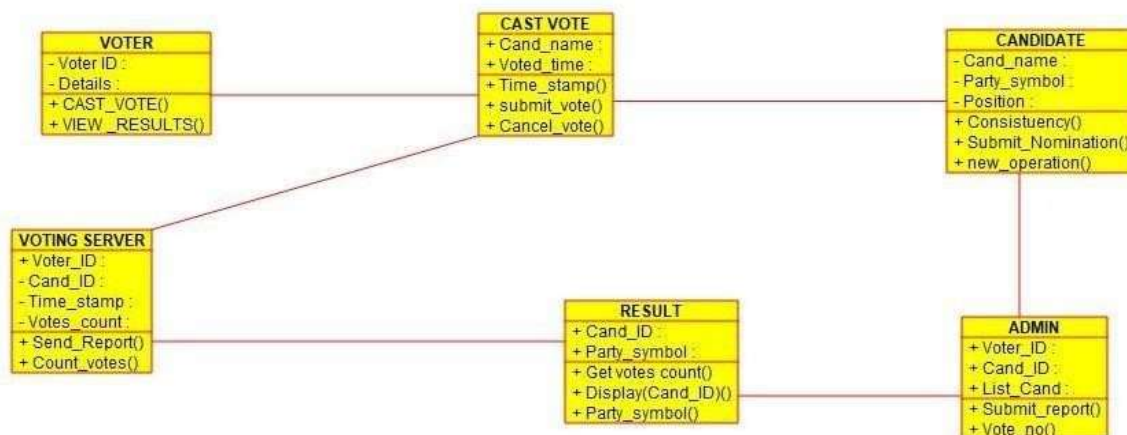 VOTER
- Voter ID :
- Details :
+ CAST_VOTE()
+ VIEW _RESULTS()
CAST VOTE
+ Cand_name :
+ Voted_time :
+ Time_stamp()
+ submit_vote()
+ Cancel_vote()
CANDIDATE
- Cand_name :
- Party_symbol :
- Position :
+ Consistuency()
+ Submit_Nomination()
+ new_operation()
VOTING SERVER
+ Voter_ID :
- Cand_ID :
- Time_stamp :
- Votes_count :
+ Send_Report()
+ Count_votes()
RESULT
+ Cand_ID :
+ Party_symbol :
+ Get votes count()
+ Display(Cand_ID)()
+ Party_symbol()
ADMIN
+ Voter_ID :
+ Cand_ID :
+ List_Cand :
+ Submit_report()
+ Vote_no()